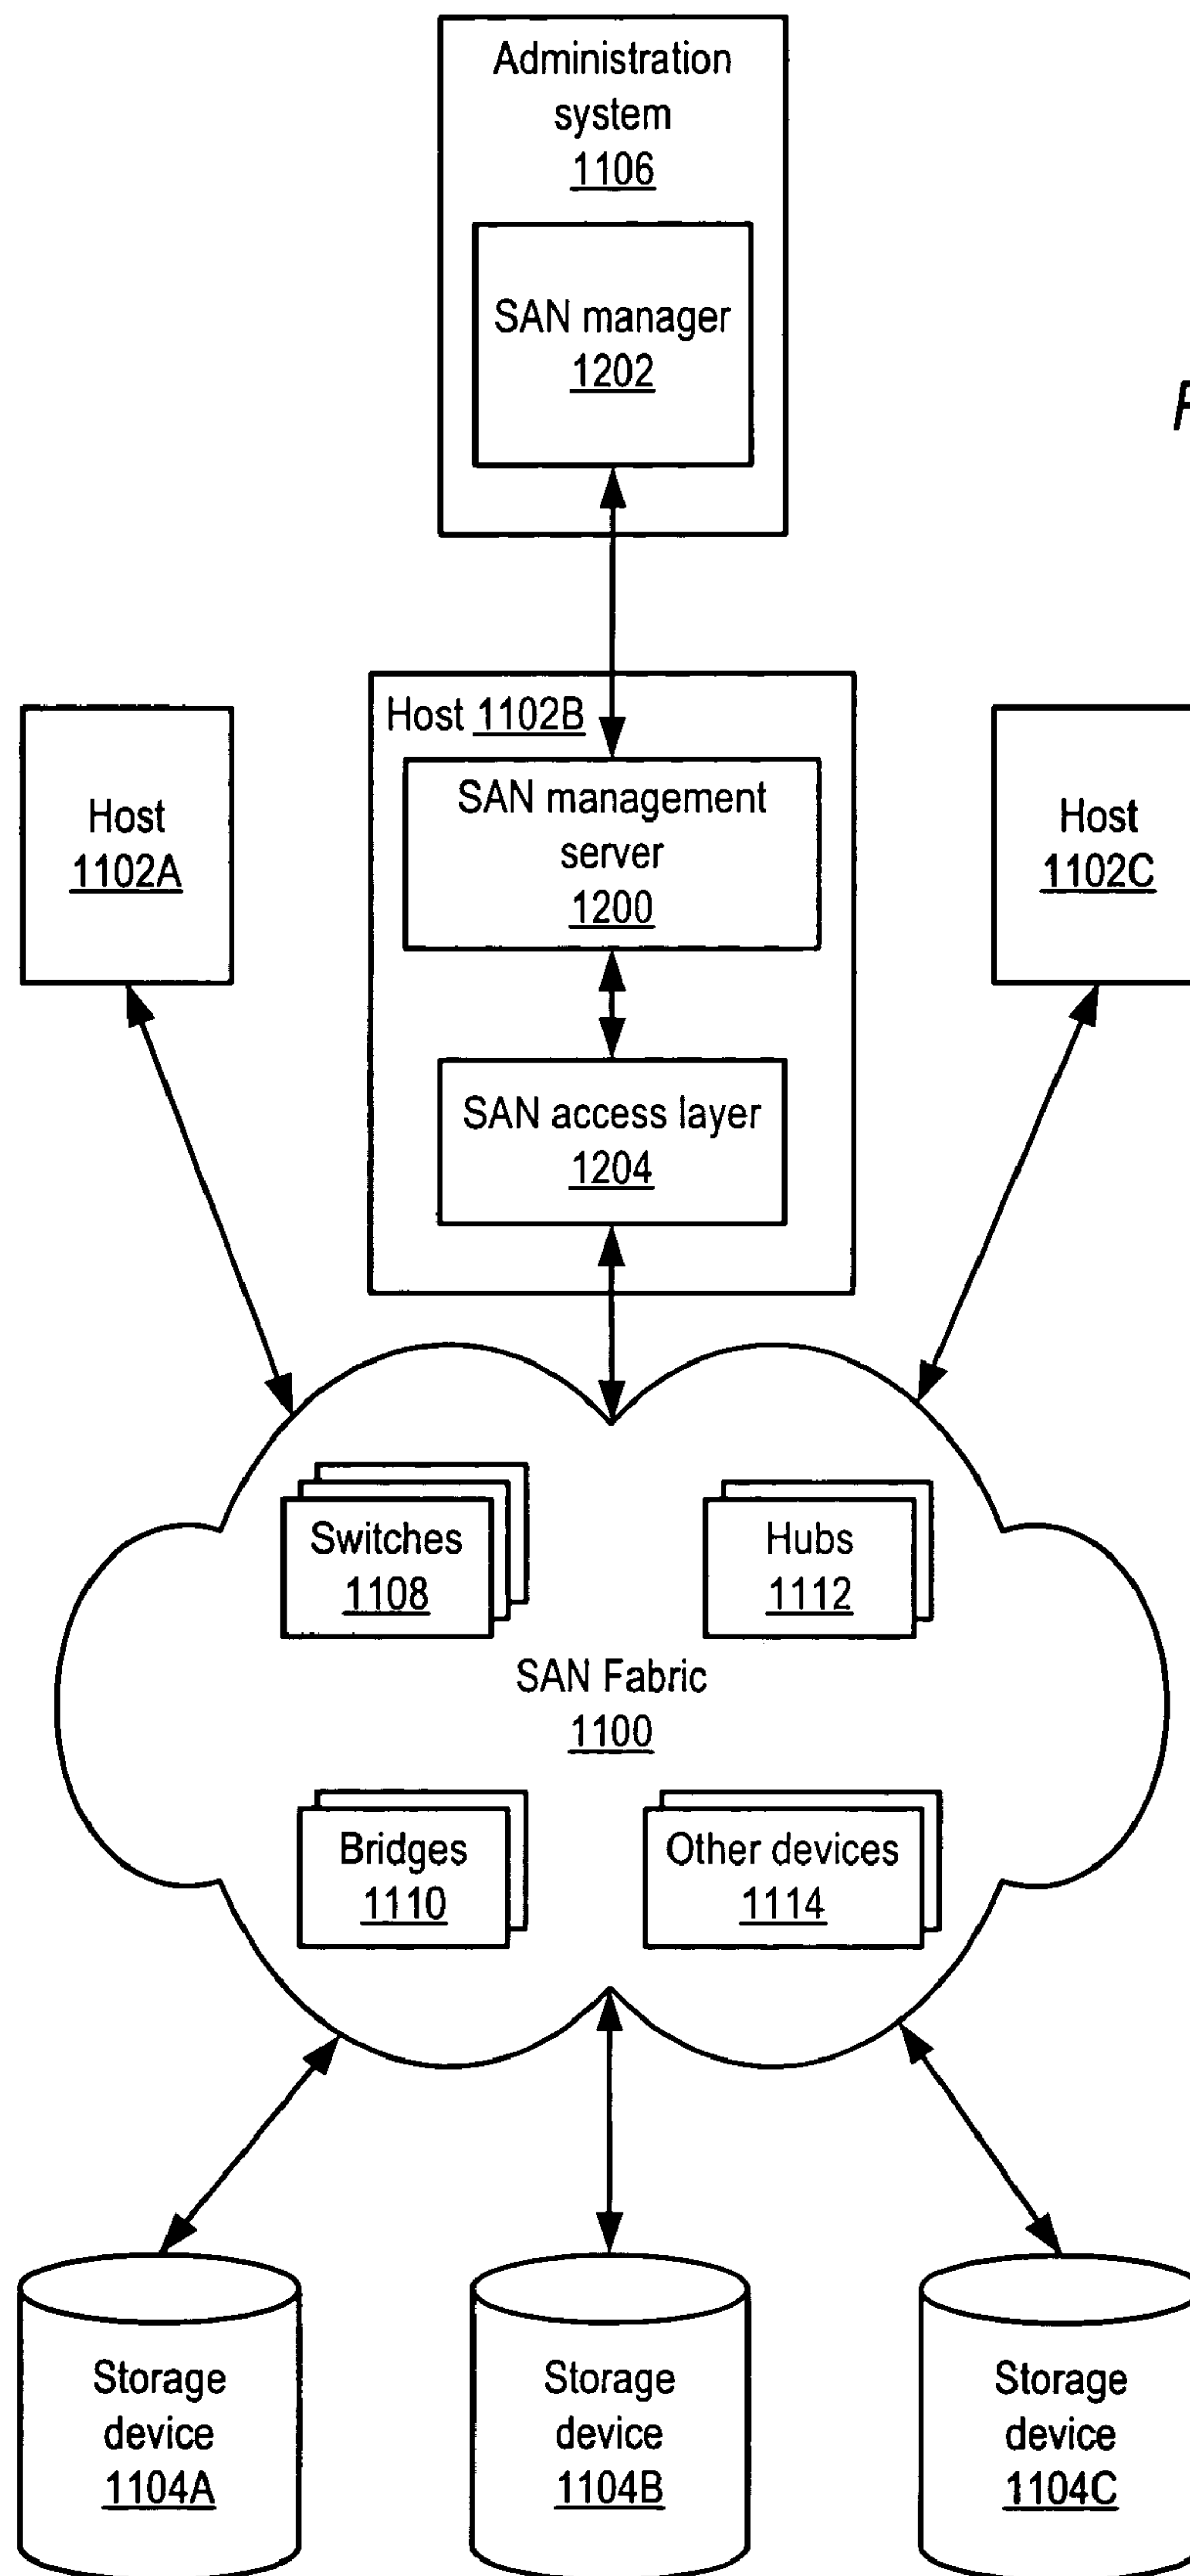 Administration
system
1106
SAN manager
1202
Host 1102B
SAN management
server
1200
Host
1102A
Host
1102C
SAN access layer
1204
Switches
1108
Hubs
1112
SAN Fabric
1100
Bridges
1110
Other devices
1114
Storage
device
1104A
Storage
device
1104B
Storage
device
1104C